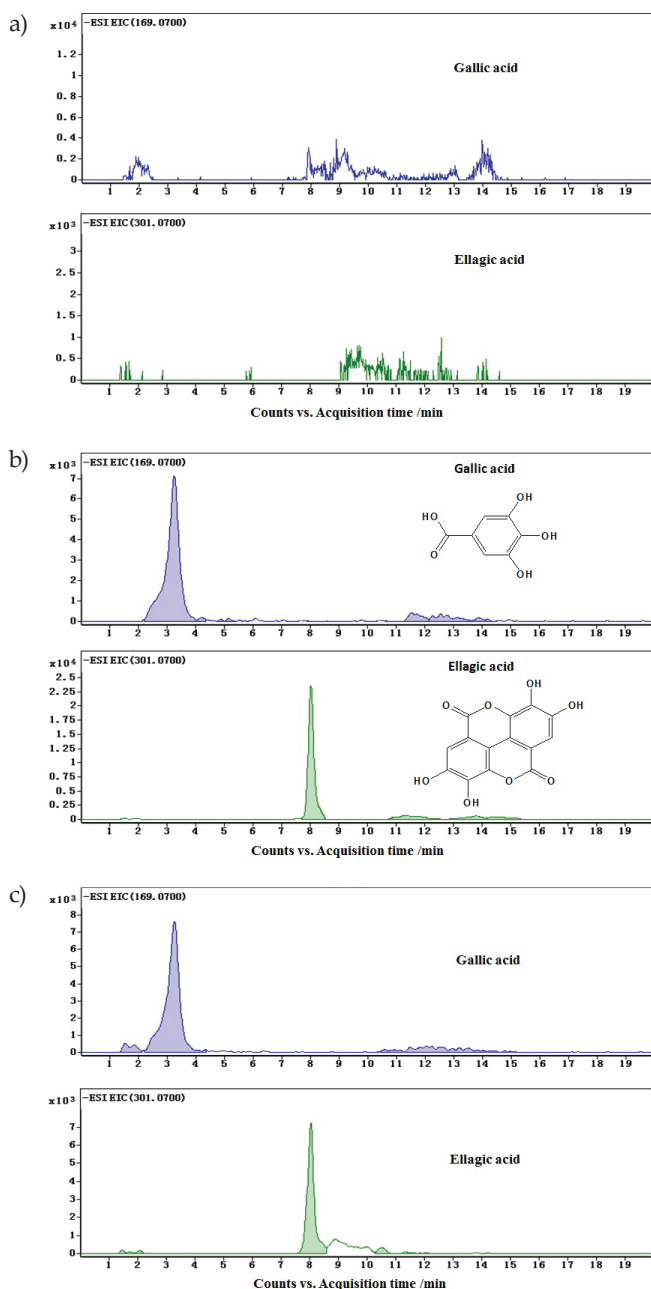 a)
x10⁴ -ESI EIC(169.0700)
Gallic acid
1.2
1
0.8
0.6
0.4
0.2
0
1 2 3 4 5 6 7 8 9 10 11 12 13 14 15 16 17 18 19
x10³ -ESI EIC(301.0700)
Ellagic acid
3
2.5
2
1.5
1
0.5
0
1 2 3 4 5 6 7 8 9 10 11 12 13 14 15 16 17 18 19
Counts vs. Acquisition time /min
b)
x10³ -ESI EIC(169.0700)
Gallic acid
7
6
5
4
3
2
1
0
OH
HO
OH
O
OH
1 2 3 4 5 6 7 8 9 10 11 12 13 14 15 16 17 18 19
x10⁴ -ESI EIC(301.0700)
Ellagic acid
2.25
2
1.75
1.5
1.25
1
0.75
0.5
0.25
0
OH
O
O
OH
HO
OH
O
O
1 2 3 4 5 6 7 8 9 10 11 12 13 14 15 16 17 18 19
Counts vs. Acquisition time /min
c)
x10³ -ESI EIC(169.0700)
Gallic acid
8
7
6
5
4
3
2
1
0
1 2 3 4 5 6 7 8 9 10 11 12 13 14 15 16 17 18 19
x10³ -ESI EIC(301.0700)
Ellagic acid
7
6
5
4
3
2
1
0
1 2 3 4 5 6 7 8 9 10 11 12 13 14 15 16 17 18 19
Counts vs. Acquisition time /min